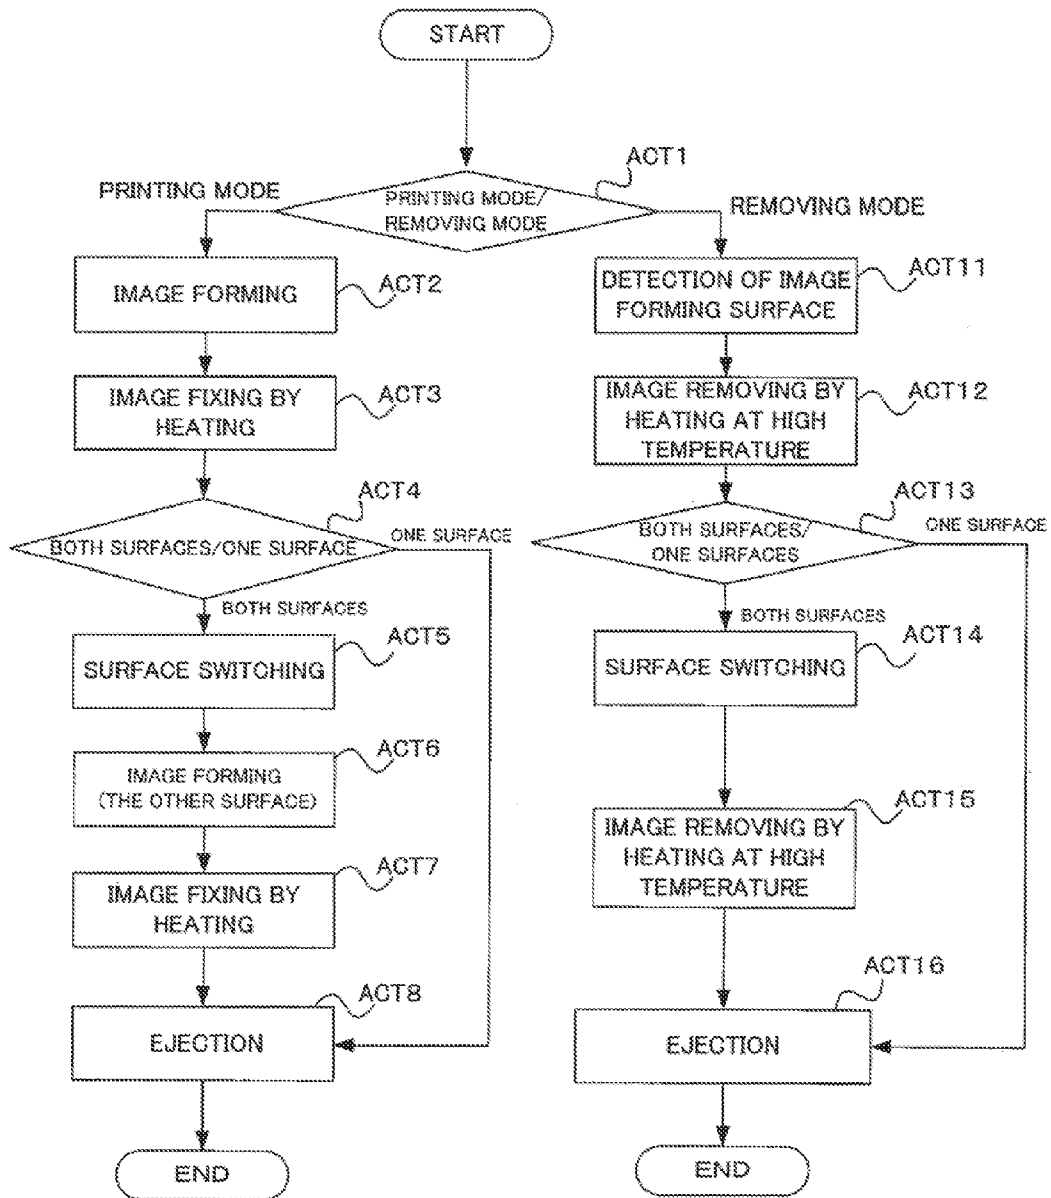 START
ACT1
PRINTING MODE
PRINTING MODE/
REMOVING MODE
REMOVING MODE
IMAGE FORMING
ACT2
IMAGE FIXING BY
HEATING
ACT3
ACT4
BOTH SURFACES/ONE SURFACE
ONE SURFACE
BOTH SURFACES
SURFACE SWITCHING
ACT5
IMAGE FORMING
(THE OTHER SURFACE)
ACT6
IMAGE FIXING BY
HEATING
ACT7
ACT8
EJECTION
END
DETECTION OF IMAGE
FORMING SURFACE
ACT11
IMAGE REMOVING BY
HEATING AT HIGH
TEMPERATURE
ACT12
ACT13
BOTH SURFACES/
ONE SURFACES
ONE SURFACE
BOTH SURFACES
SURFACE SWITCHING
ACT14
ACT15
IMAGE REMOVING BY
HEATING AT HIGH
TEMPERATURE
ACT16
EJECTION
END